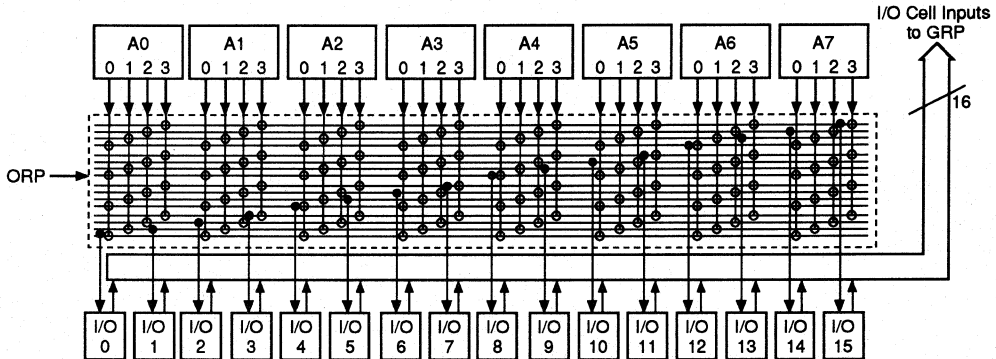 I/O Cell Inputs
to GRP
A0 A1 A2 A3 A4 A5 A6 A7
0 1 2 3 0 1 2 3 0 1 2 3 0 1 2 3 0 1 2 3 0 1 2 3 0 1 2 3 0 1 2 3
16
ORP
I/O I/O I/O I/O I/O I/O I/O I/O I/O I/O I/O I/O I/O I/O I/O I/O
0 1 2 3 4 5 6 7 8 9 10 11 12 13 14 15